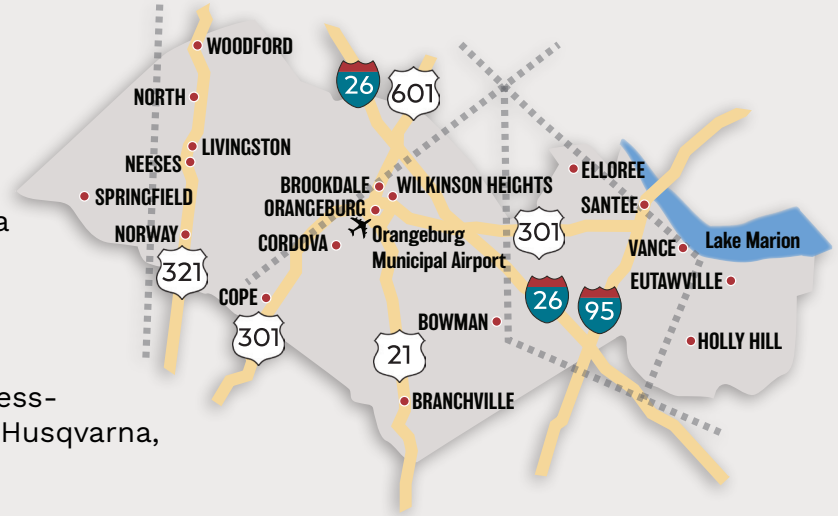 WOODFORD
26
601
NORTH
LIVINGSTON
NEESES
ELLOREE
BROOKDALE
WILKINSON HEIGHTS
SPRINGFIELD
SANTEE
ORANGEBURG
a
NORWAY
CORDOVA
Orangeburg
Municipal Airport
301
VANCE
Lake Marion
321
EUTAWVILLE
COPE
26
95
BOWMAN
301
HOLLY HILL
21
ess-
BRANCHVILLE
Husqvarna,